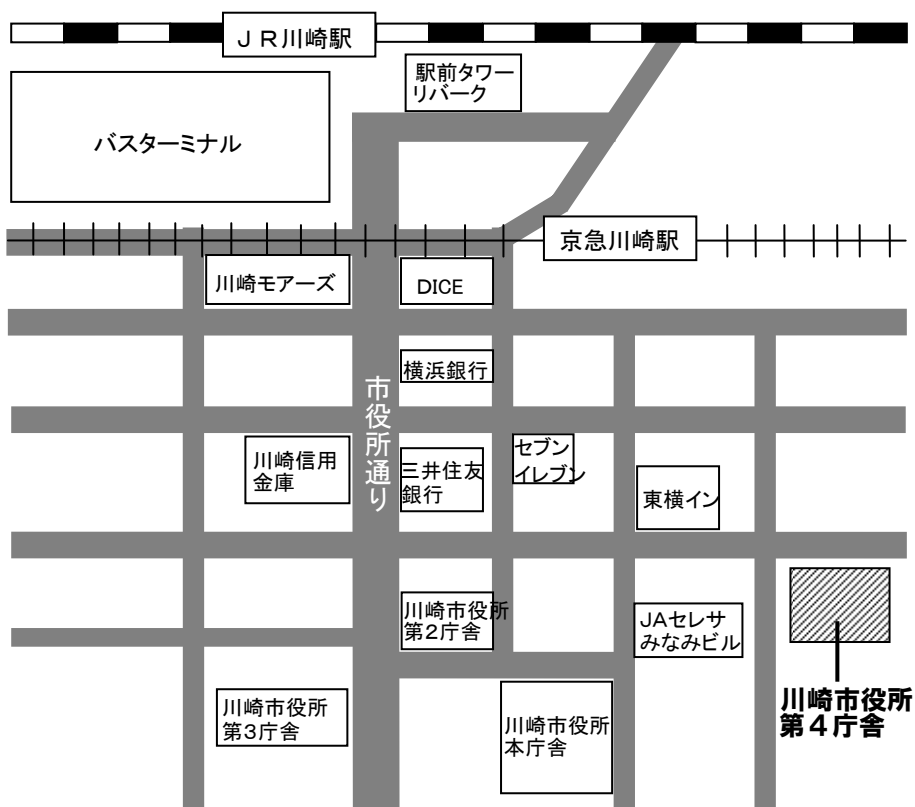 ＪＲ川崎駅
駅前タワー
リバーク
バスターミナル
京急川崎駅
川崎モアーズ
DICE
横浜銀行
市役所通り
川崎信用
金庫
三井住友
銀行
セブン
イレブン
東横イン
川崎市役所
第２庁舎
JAセレサ
みなみビル
川崎市役所
第３庁舎
川崎市役所
本庁舎
川崎市役所
第４庁舎